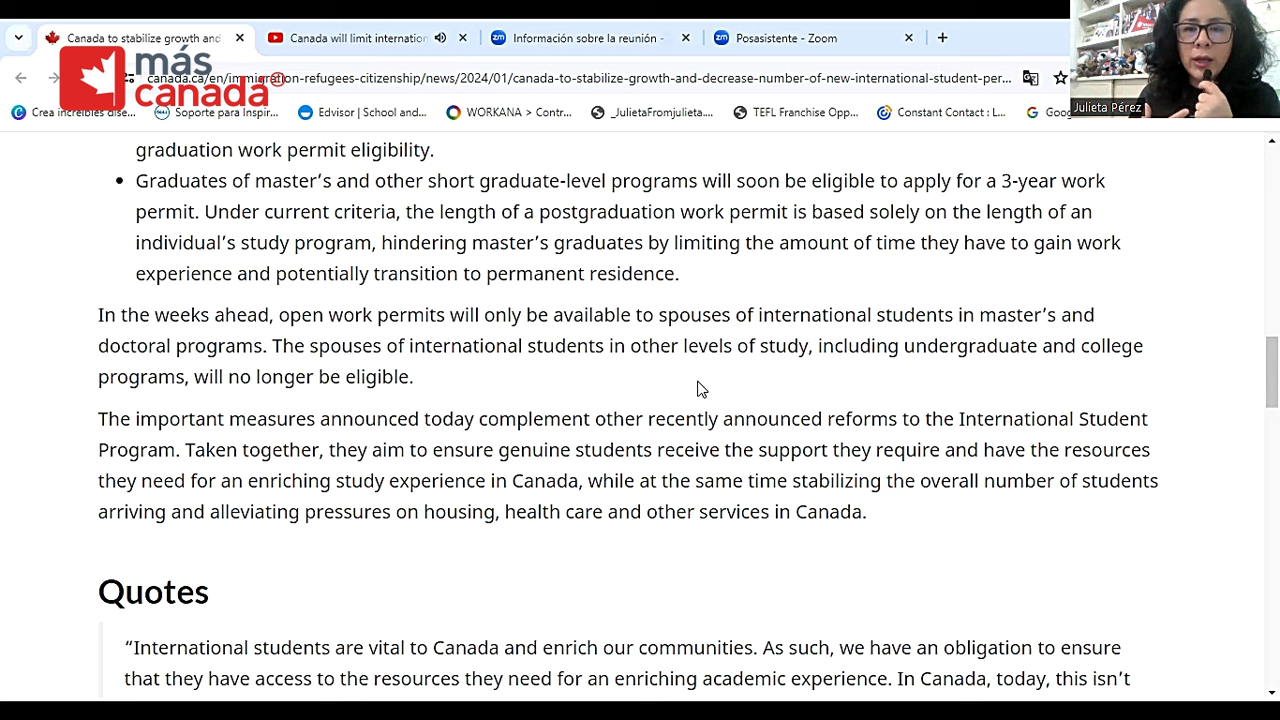 Canada to stabilize growth and
Canada will limit internation
Información sobre la reunión -
Posasistente - Zoom
más
canadá
canada.ca/en/immigration-refugees-citizenship/news/2024/01/canada-to-stabilize-growth-and-decrease-number-of-new-international-student-per...
Julieta Pérez
Crea increíbles dise...
Soporte para Inspir...
Edvisor | School and...
WORKANA > Contr...
_JulietaFromjulieta....
TEFL Franchise Opp...
Constant Contact : L...
Goog
graduation work permit eligibility.
• Graduates of master’s and other short graduate-level programs will soon be eligible to apply for a 3-year work
permit. Under current criteria, the length of a postgraduation work permit is based solely on the length of an
individual’s study program, hindering master’s graduates by limiting the amount of time they have to gain work
experience and potentially transition to permanent residence.
In the weeks ahead, open work permits will only be available to spouses of international students in master’s and
doctoral programs. The spouses of international students in other levels of study, including undergraduate and college
programs, will no longer be eligible.
The important measures announced today complement other recently announced reforms to the International Student
Program. Taken together, they aim to ensure genuine students receive the support they require and have the resources
they need for an enriching study experience in Canada, while at the same time stabilizing the overall number of students
arriving and alleviating pressures on housing, health care and other services in Canada.
Quotes
“International students are vital to Canada and enrich our communities. As such, we have an obligation to ensure
that they have access to the resources they need for an enriching academic experience. In Canada, today, this isn’t